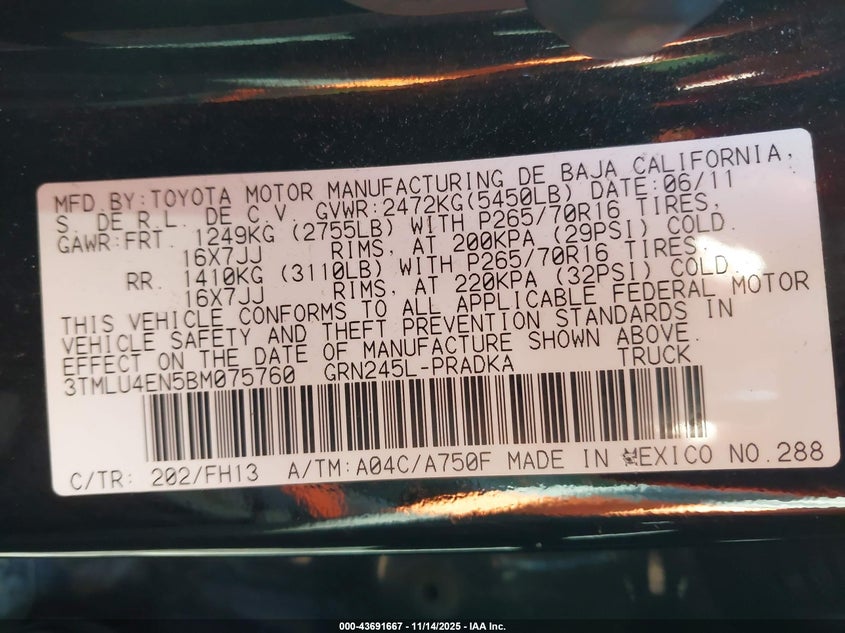 MFD BY:TOYOTA MOTOR MANUFACTURING DE BAJA CALIFORNIA,
S. DE R.L. DE C.V. GVWR:2472KG(5450LB) DATE:06/11
GAWR:FRT. 1249KG (2755LB) WITH P265/70R16 TIRES,
16X7JJ RIMS, AT 200KPA (29PSI) COLD.
RR. 1410KG (3110LB) WITH P265/70R16 TIRES,
16X7JJ RIMS, AT 220KPA (32PSI) COLD.
THIS VEHICLE CONFORMS TO ALL APPLICABLE FEDERAL MOTOR
VEHICLE SAFETY AND THEFT PREVENTION STANDARDS IN
EFFECT ON THE DATE OF MANUFACTURE SHOWN ABOVE.
3TMLU4EN5BM075760 GRN245L-PRADKA TRUCK
C/TR: 202/FH13 A/TM:A04C/A750F MADE IN MEXICO NO.288
000-43691667 - 11/14/2025 - IAA Inc.